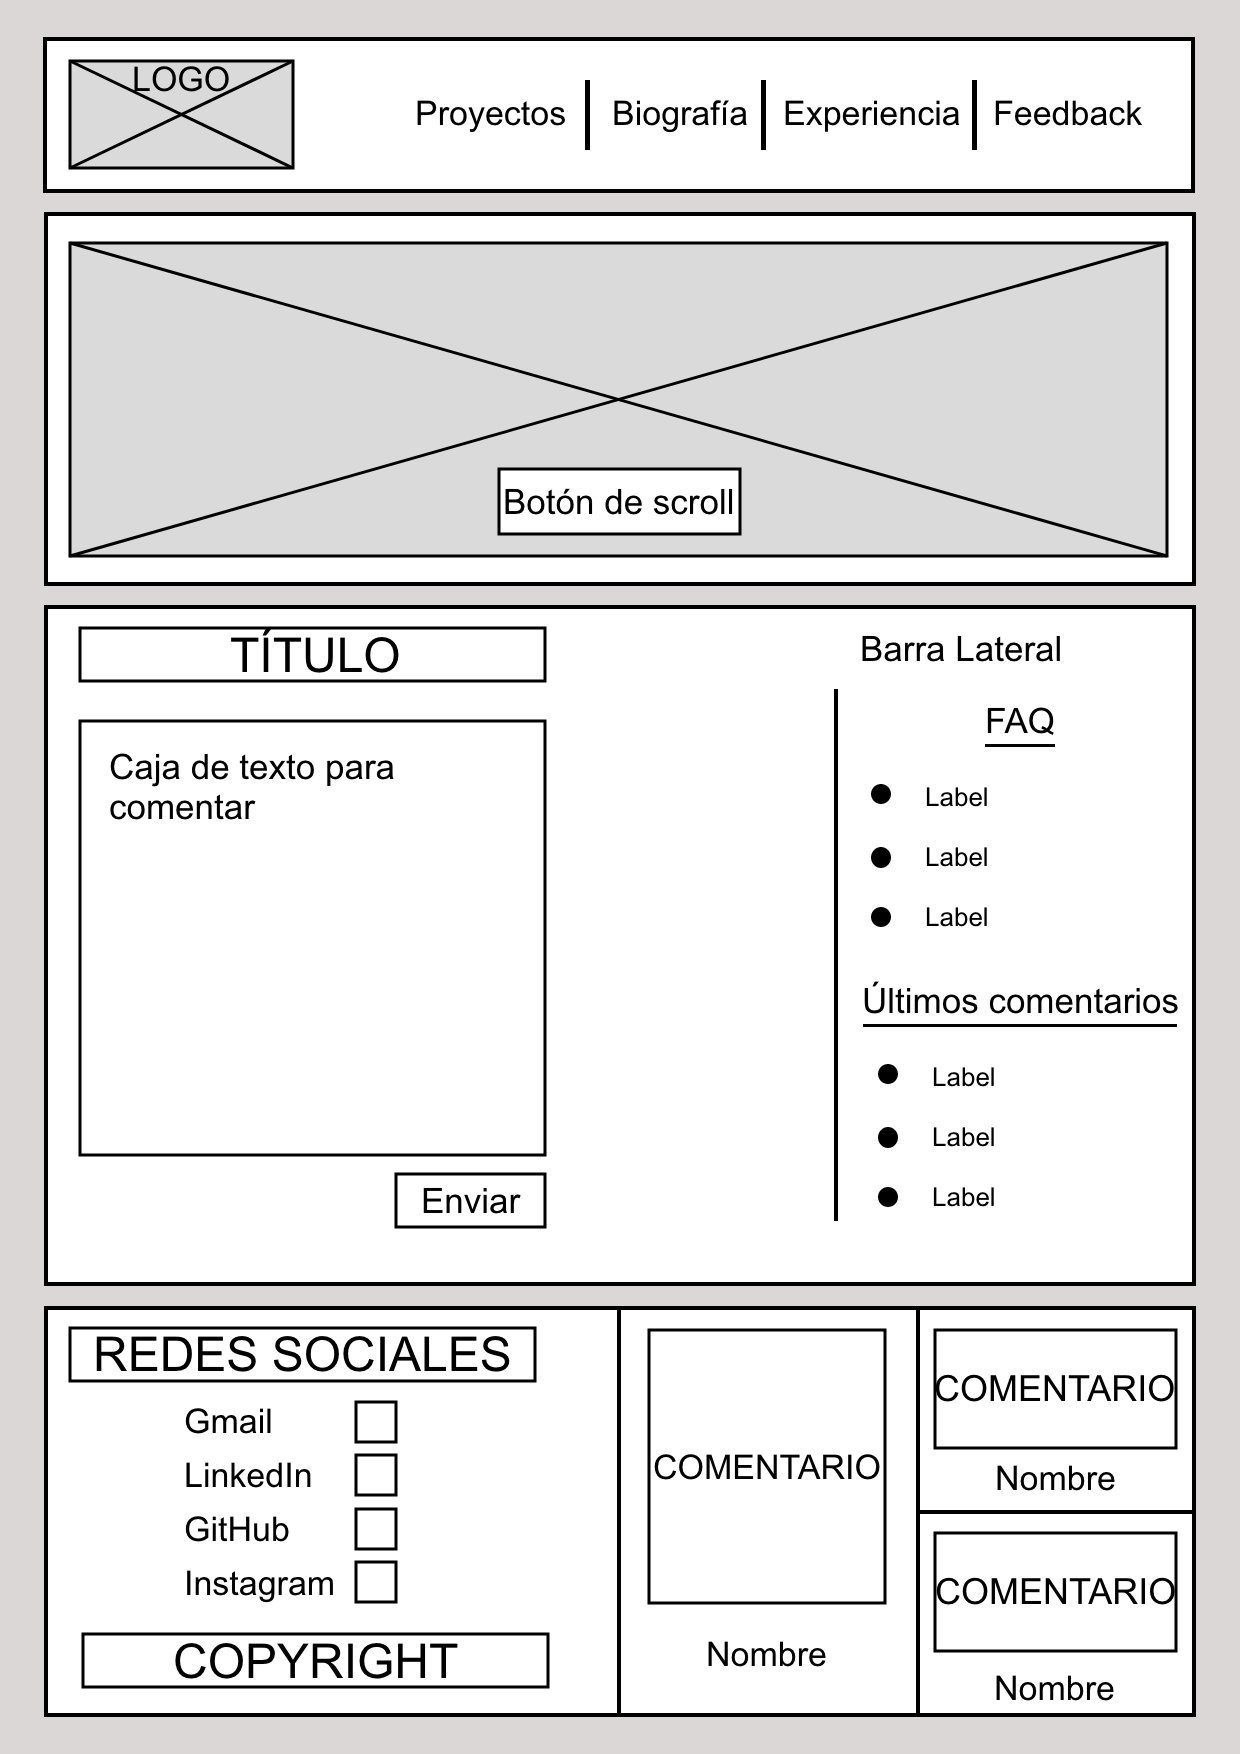 LOGO
Proyectos
Biografía
Experiencia
Feedback
Botón de scroll
TÍTULO
Caja de texto para
comentar
Enviar
Barra Lateral
FAQ
Label
Label
Label
Últimos comentarios
Label
Label
Label
REDES SOCIALES
Gmail
LinkedIn
GitHub
Instagram
COPYRIGHT
COMENTARIO
Nombre
COMENTARIO
Nombre
COMENTARIO
Nombre